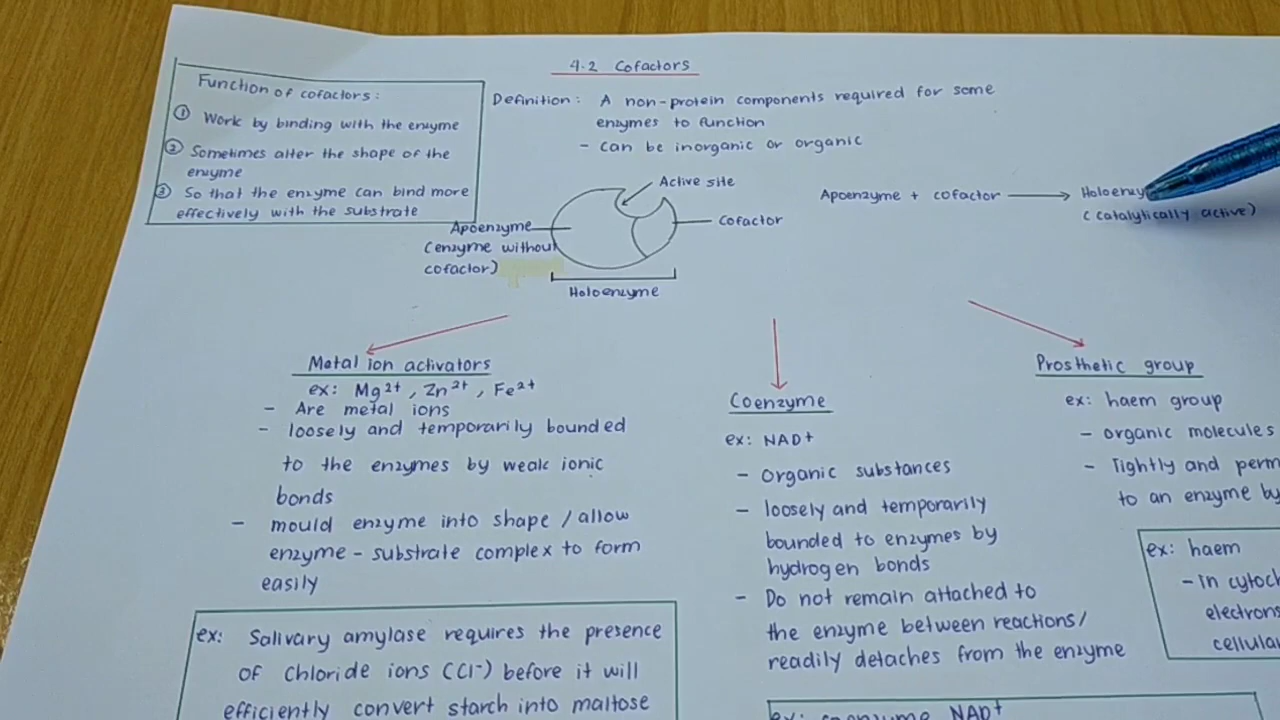 4.2 Cofactors
Function of cofactors:
① Work by binding with the enzyme
② Sometimes alter the shape of the
enzyme
③ So that the enzyme can bind more
effectively with the substrate
Definition: A non-protein components required for some
enzymes to function
- can be inorganic or organic
Active site
Cofactor
Apoenzyme
(enzyme without
cofactor)
Holoenzyme
Apoenzyme + cofactor →
(catalytically active)
Metal ion activators
ex: Mg²⁺, Zn²⁺, Fe²⁺
- Are metal ions
- loosely and temporarily bounded
to the enzymes by weak ionic
bonds
- mould enzyme into shape / allow
enzyme - substrate complex to form
easily
ex: Salivary amylase requires the presence
of chloride ions (Cl⁻) before it will
efficiently convert starch into maltose
Coenzyme
ex: NAD⁺
- organic substances
- loosely and temporarily
bounded to enzymes by
hydrogen bonds
- Do not remain attached to
the enzyme between reactions/
readily detaches from the enzyme
ex: coenzyme NAD⁺
Prosthetic group
ex: haem group
- organic molecules
- Tightly and
to an enzyme by
ex: haem
- In